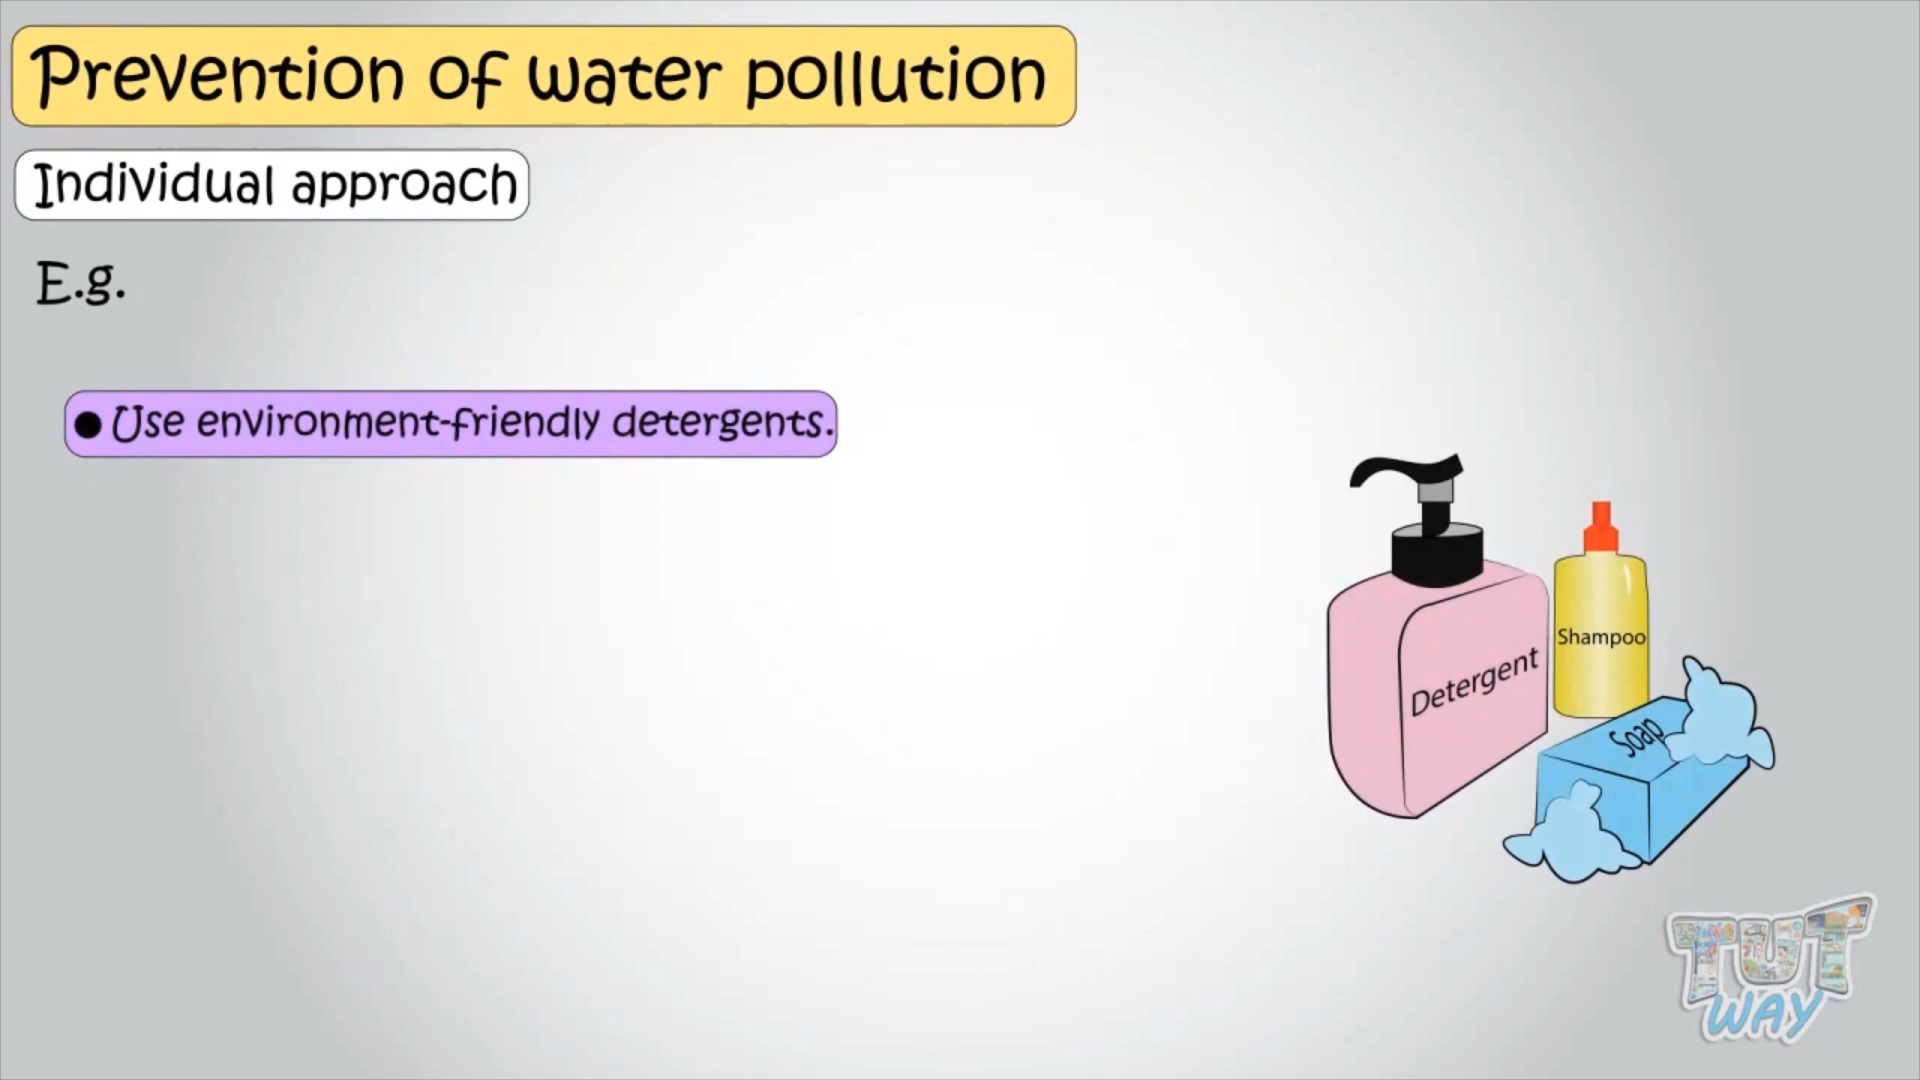 Prevention of water pollution
Individual approach
E.g.
● Use environment-friendly detergents.
Detergent
Shampoo
Soap
TUT
WAY